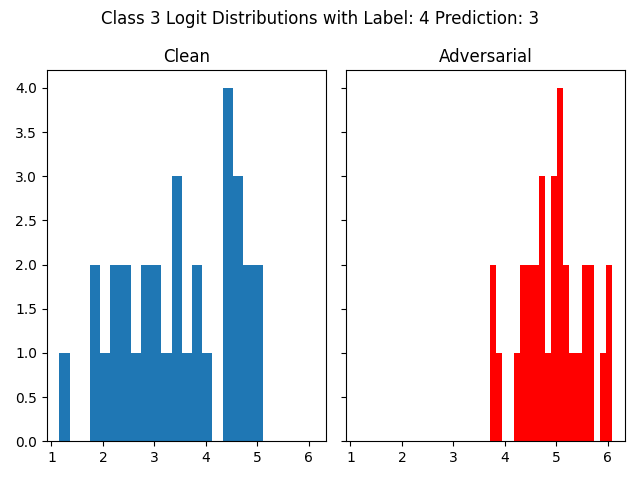 Class 3 Logit Distributions with Label: 4 Prediction: 3
Clean
Adversarial
4.0
3.5
3.0
2.5
2.0
1.5
1.0
0.5
0.0
1 2 3 4 5 6
1 2 3 4 5 6